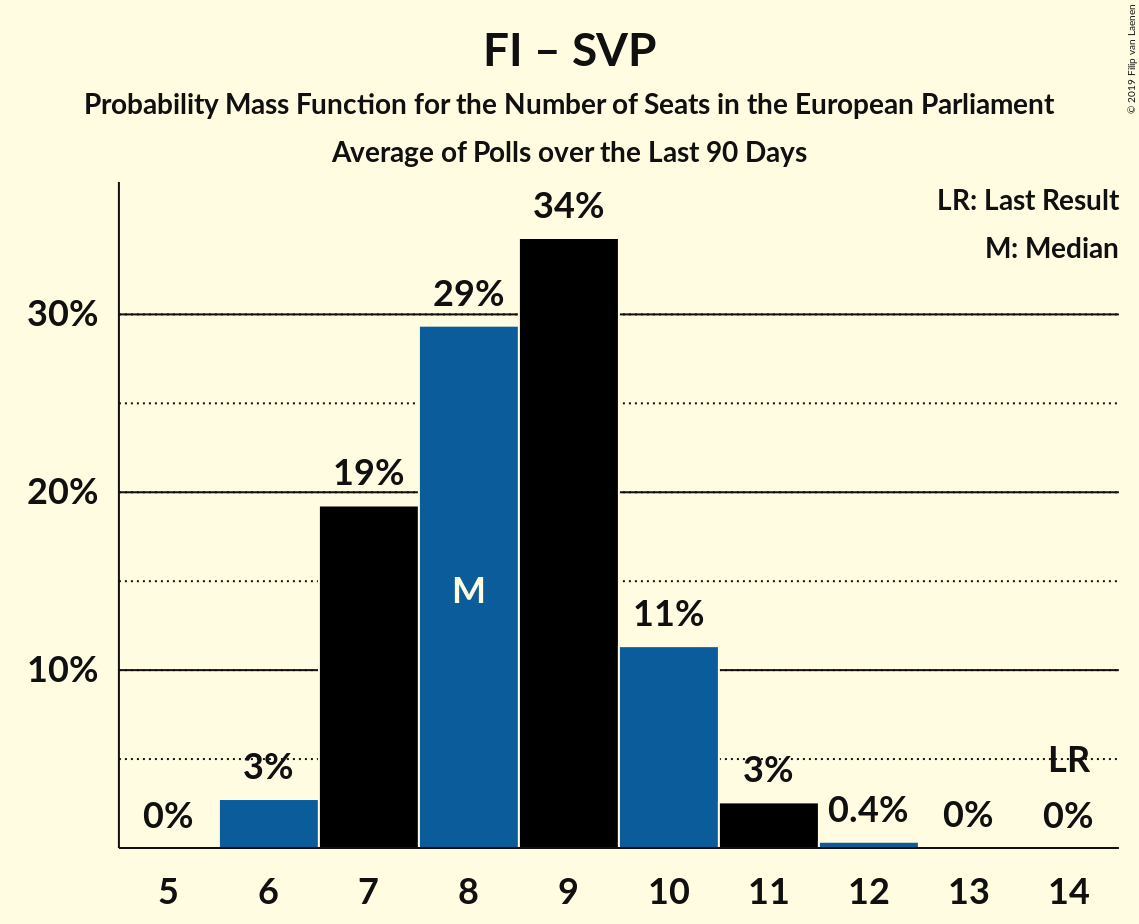 FI – SVP
Probability Mass Function for the Number of Seats in the European Parliament
Average of Polls over the Last 90 Days
© 2019 Filip van Laenen
LR: Last Result
M: Median
34%
29%
30%
19%
20%
M
11%
10%
3%
3%
LR
0%
0.4%
0%
0%
5 6 7 8 9 10 11 12 13 14